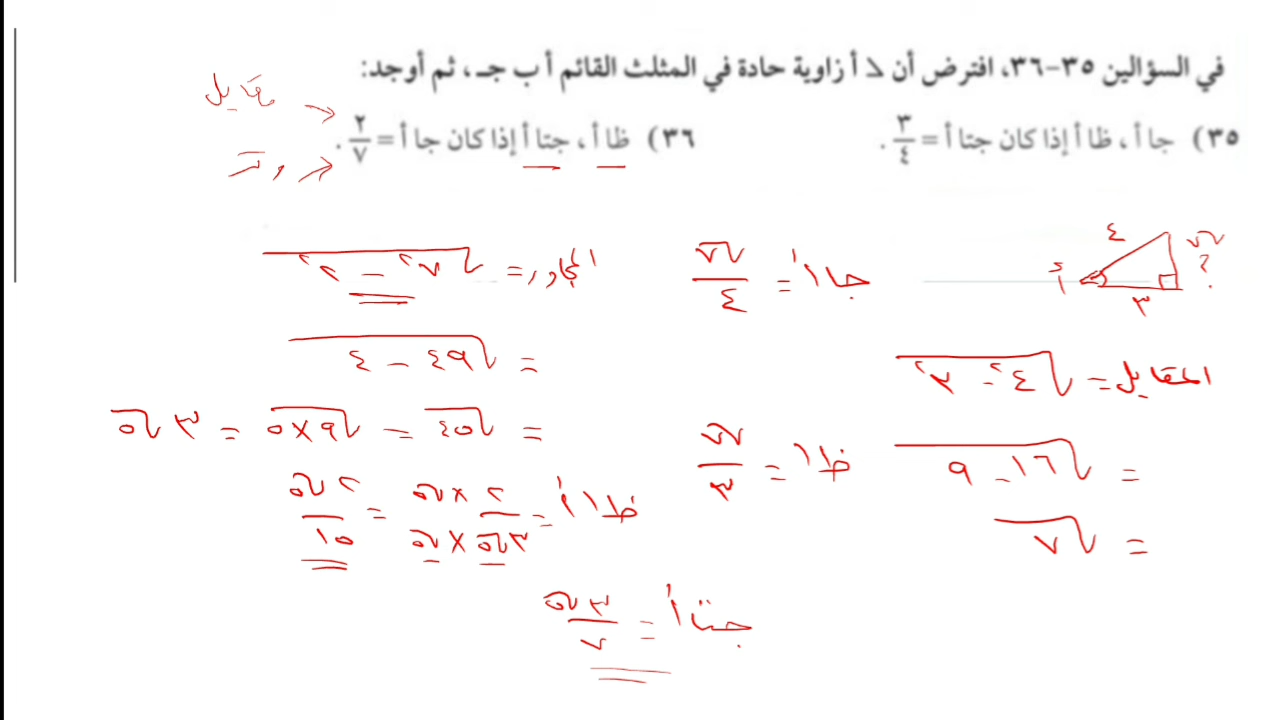 في السؤالين ٣٥-٣٦، افترض أن ∠ أ زاوية حادة في المثلث القائم أ ب جـ، ثم أوجد:
٣٥) جا أ، ظا أ إذا كان جتا أ = ٣/٤ .
٣٦) ظا أ، جتا أ إذا كان جا أ = ٢/٧ .
مقابل
وتر
٤
√٧
؟
٣
أ
المقابل = √(٤² - ٣²)
= √(١٦ - ٩)
= √٧
جا أ = √٧/٤
ظا أ = √٧/٣
المجاور = √(٧² - ٢²)
= √(٤٩ - ٤)
= √٤٥ = √(٩×٥) = ٣√٥
ظا أ = ٢/٣√٥ ×√٥/×√٥ = ٢√٥/١٥
جتا أ = ٣√٥/٧